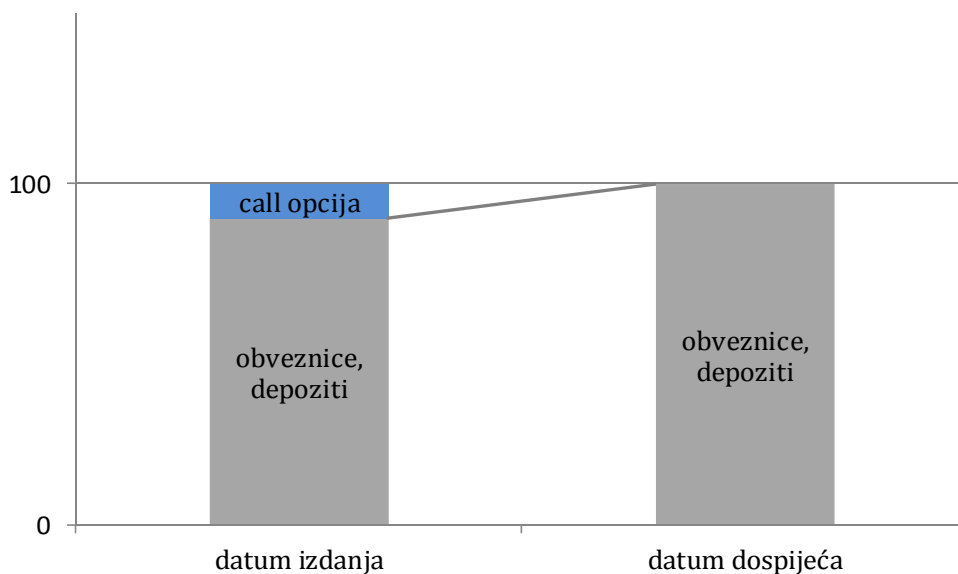 100
call opcija
obveznice,
depoziti
obveznice,
depoziti
0
datum izdanja
datum dospijeća